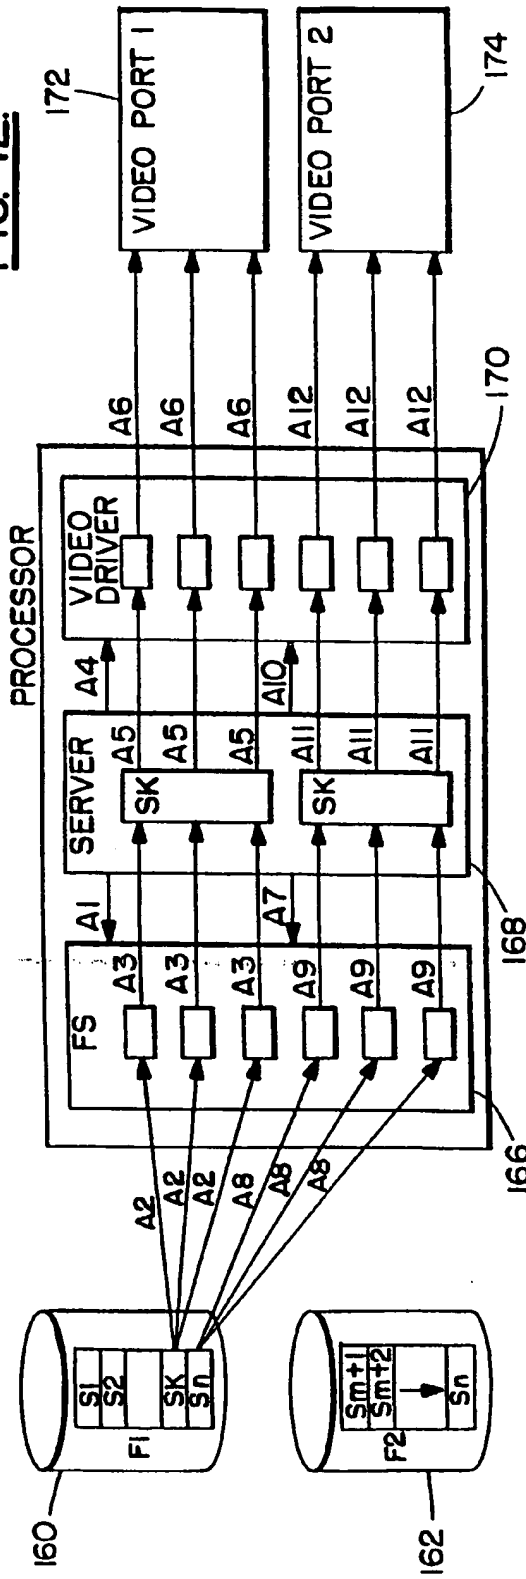 PROCESSOR
160
S1
S2
F1
SK
Sn
162
Sm+1
Sm+2
F2
Sn
A2
A2
A2
A8
A8
A8
FS
A3
A3
A3
A9
A9
A9
166
A1
A7
SERVER
SK
SK
A5
A5
A5
A11
A11
A11
168
A4
A10
VIDEO
DRIVER
170
A6
A6
A6
A12
A12
A12
172
VIDEO PORT 1
VIDEO PORT 2
174